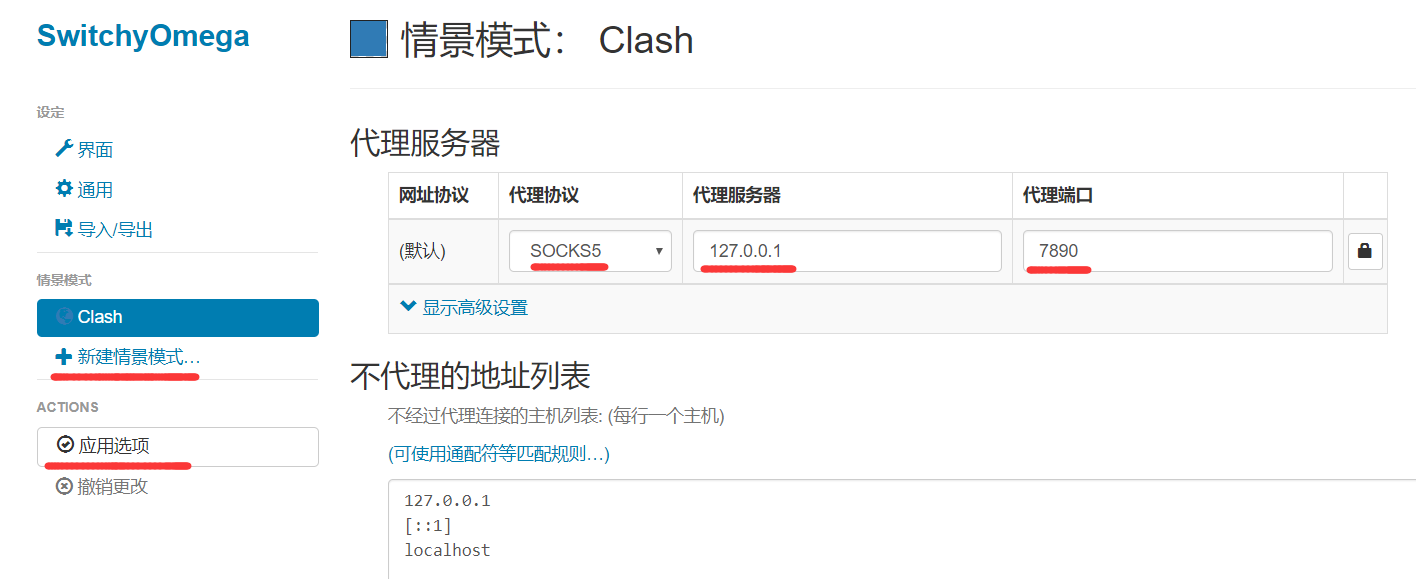 SwitchyOmega
设定
界面
通用
导入/导出
情景模式
Clash
新建情景模式…
ACTIONS
应用选项
撤销更改
情景模式： Clash
代理服务器
网址协议 代理协议 代理服务器 代理端口
(默认) SOCKS5 127.0.0.1 7890
显示高级设置
不代理的地址列表
不经过代理连接的主机列表: (每行一个主机)
(可使用通配符等匹配规则…)
127.0.0.1
[::1]
localhost